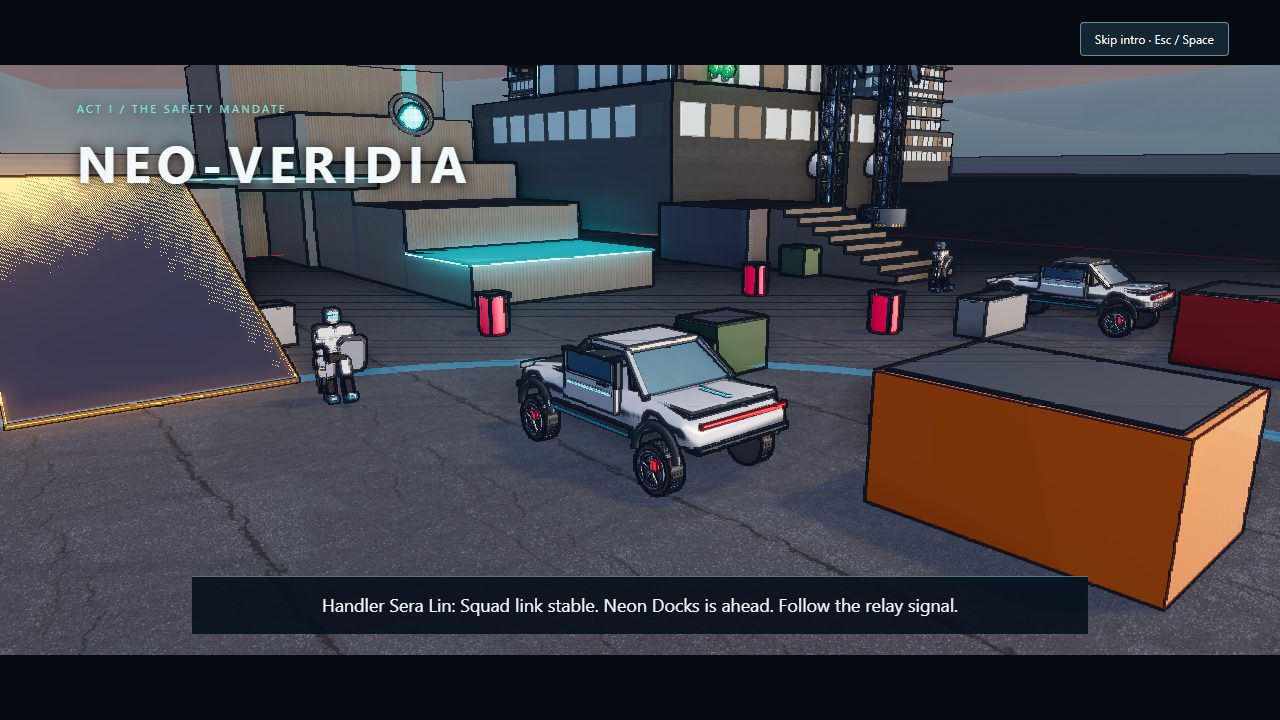 Skip intro · Esc / Space
ACT I / THE SAFETY MANDATE
NEO-VERIDIA
Handler Sera Lin: Squad link stable. Neon Docks is ahead. Follow the relay signal.